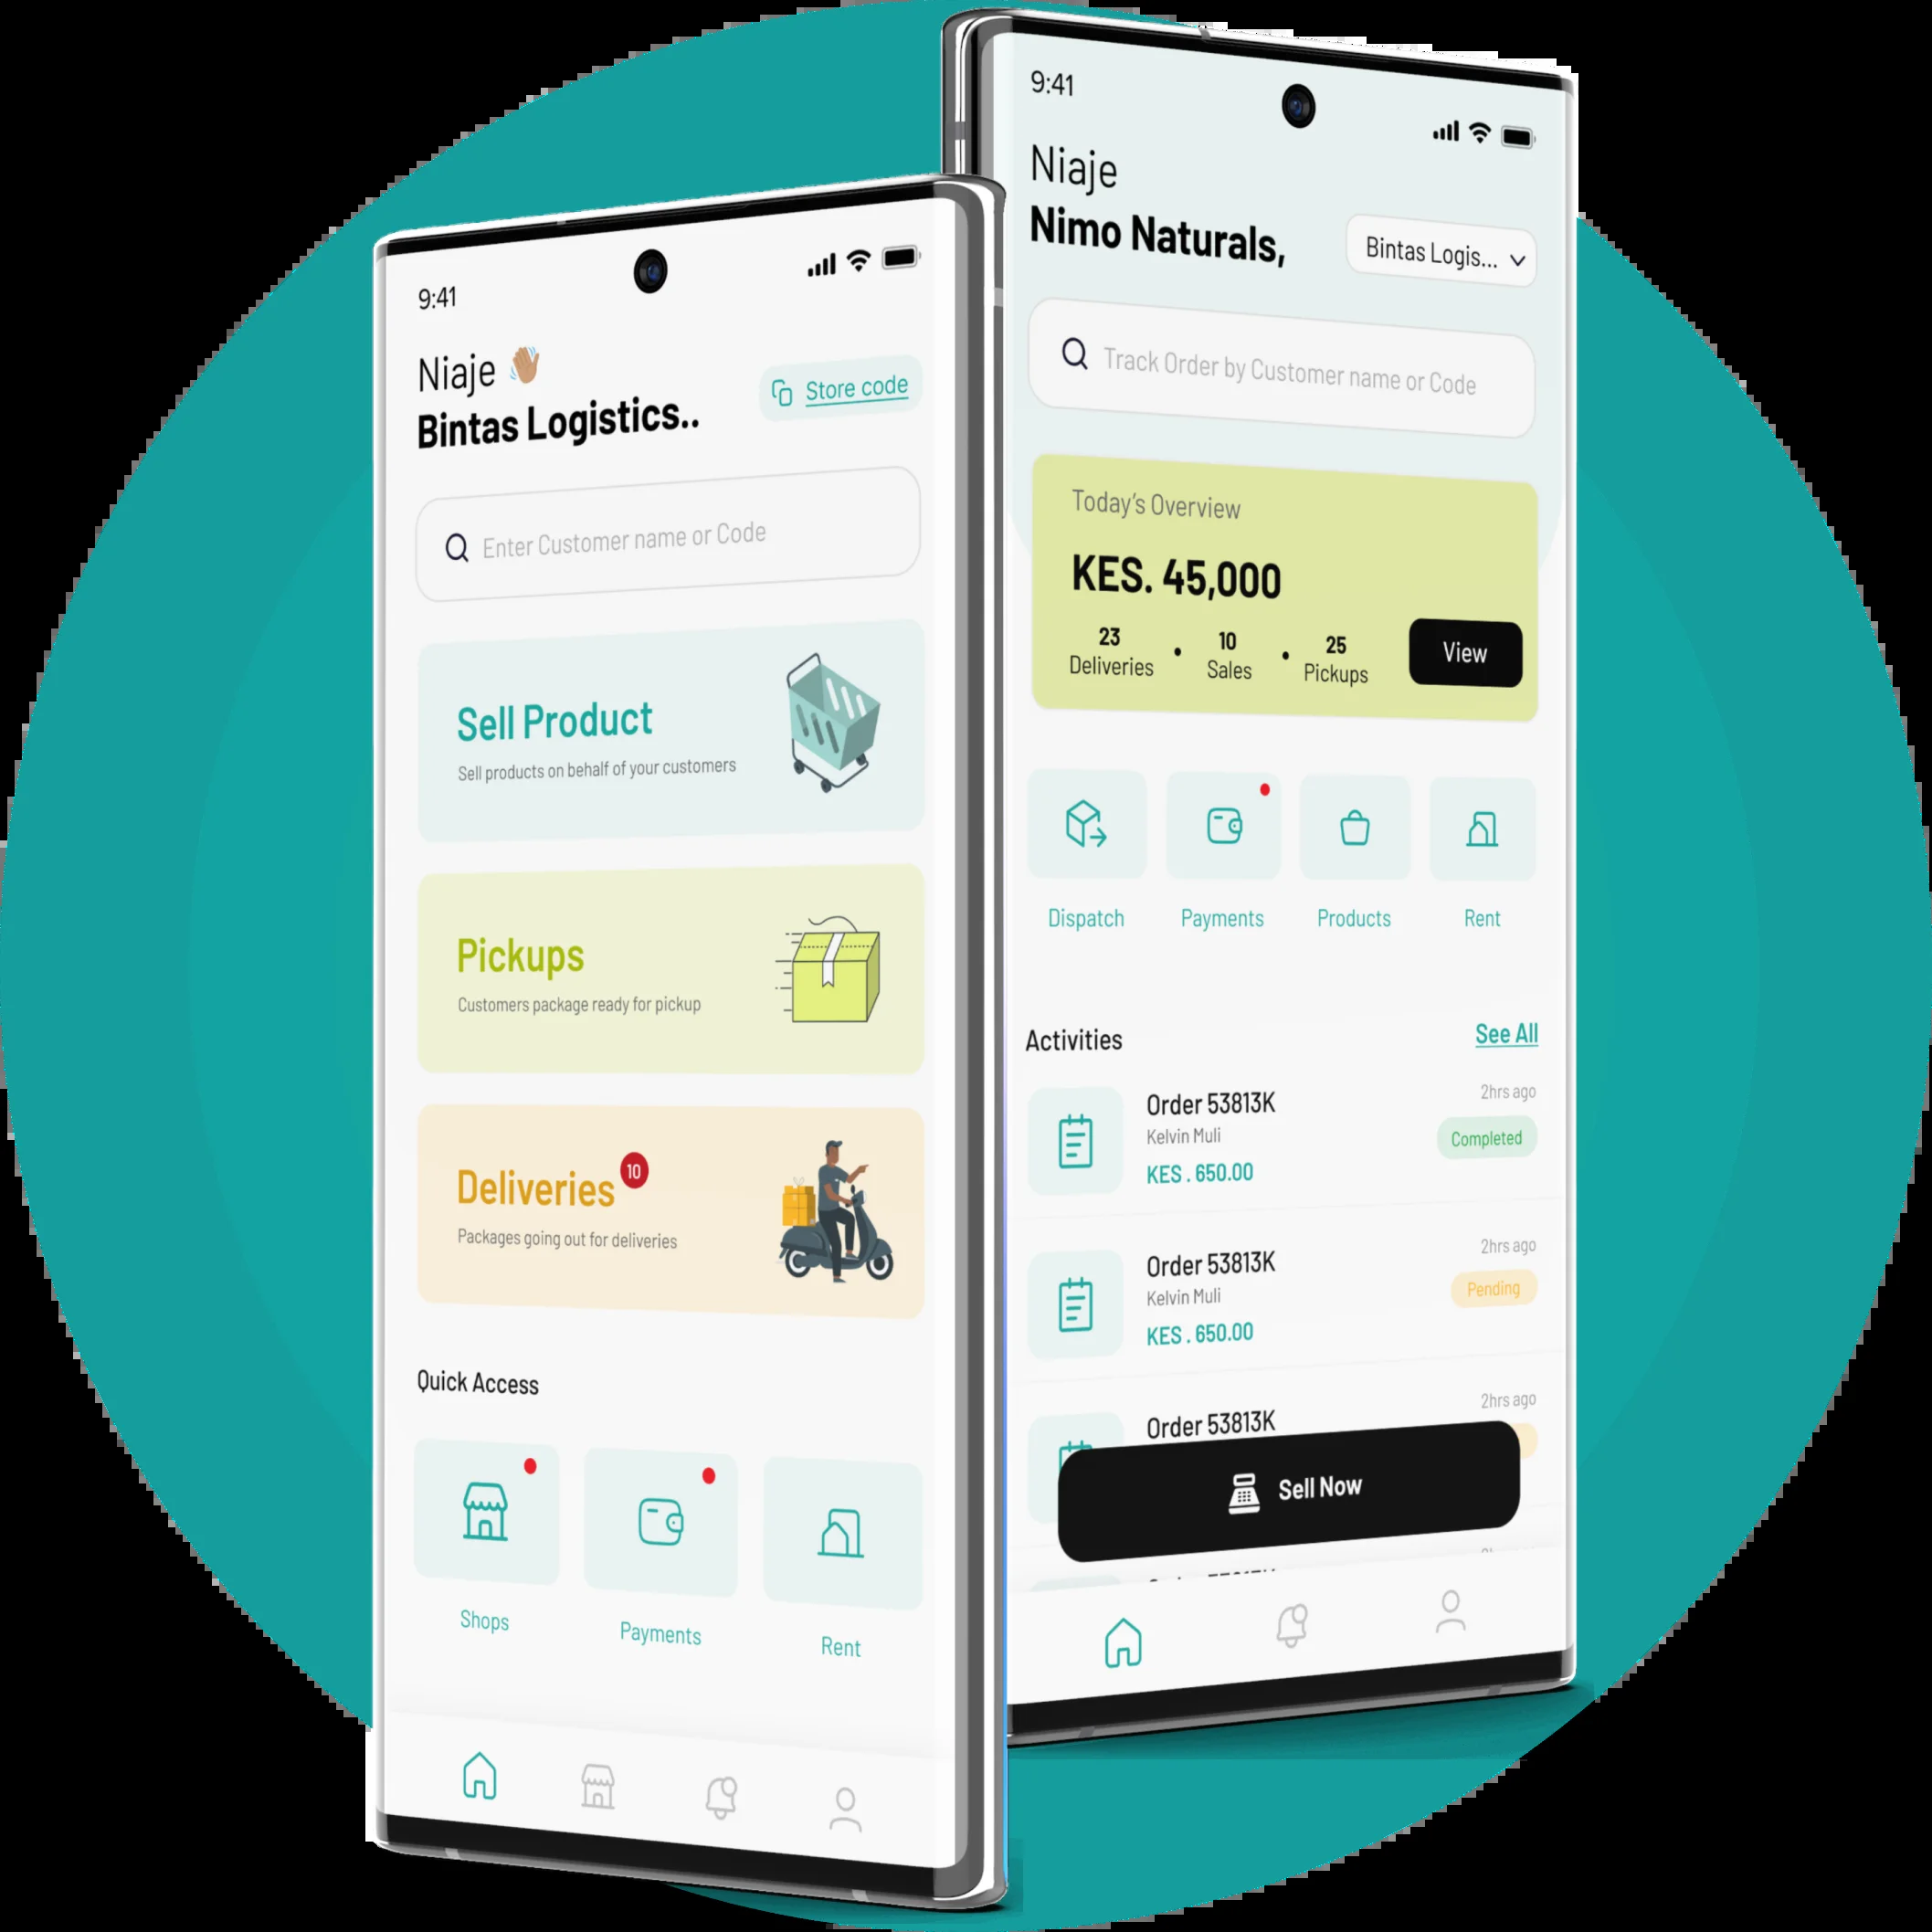 9:41
Niaje 👋🏽
Bintas Logistics..
Store code
Enter Customer name or Code
Sell Product
Sell products on behalf of your customers
Pickups
Customers package ready for pickup
Deliveries
10
Packages going out for deliveries
Quick Access
Shops
Payments
Rent
9:41
Niaje
Nimo Naturals,
Bintas Logis...
Track Order by Customer name or Code
Today's Overview
KES. 45,000
23
Deliveries
•
10
Sales
•
25
Pickups
View
Dispatch
Payments
Products
Rent
Activities
See All
Order 53813K
2hrs ago
Kelvin Muli
Completed
KES . 650.00
Order 53813K
2hrs ago
Kelvin Muli
Pending
KES . 650.00
Order 53813K
2hrs ago
Sell Now